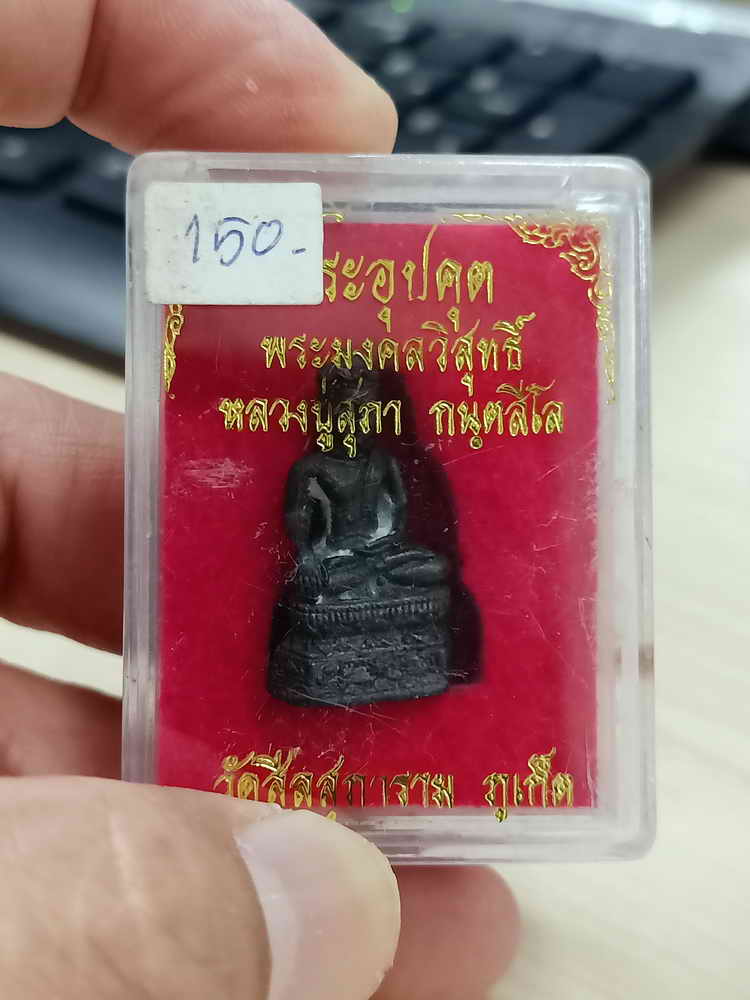 150.-
ระอุปคุต
พระมงคลวิสุทธิ์
หลวงปู่สุภา กนฺตสีโล
วัดสีลสุภาราม ภูเก็ต